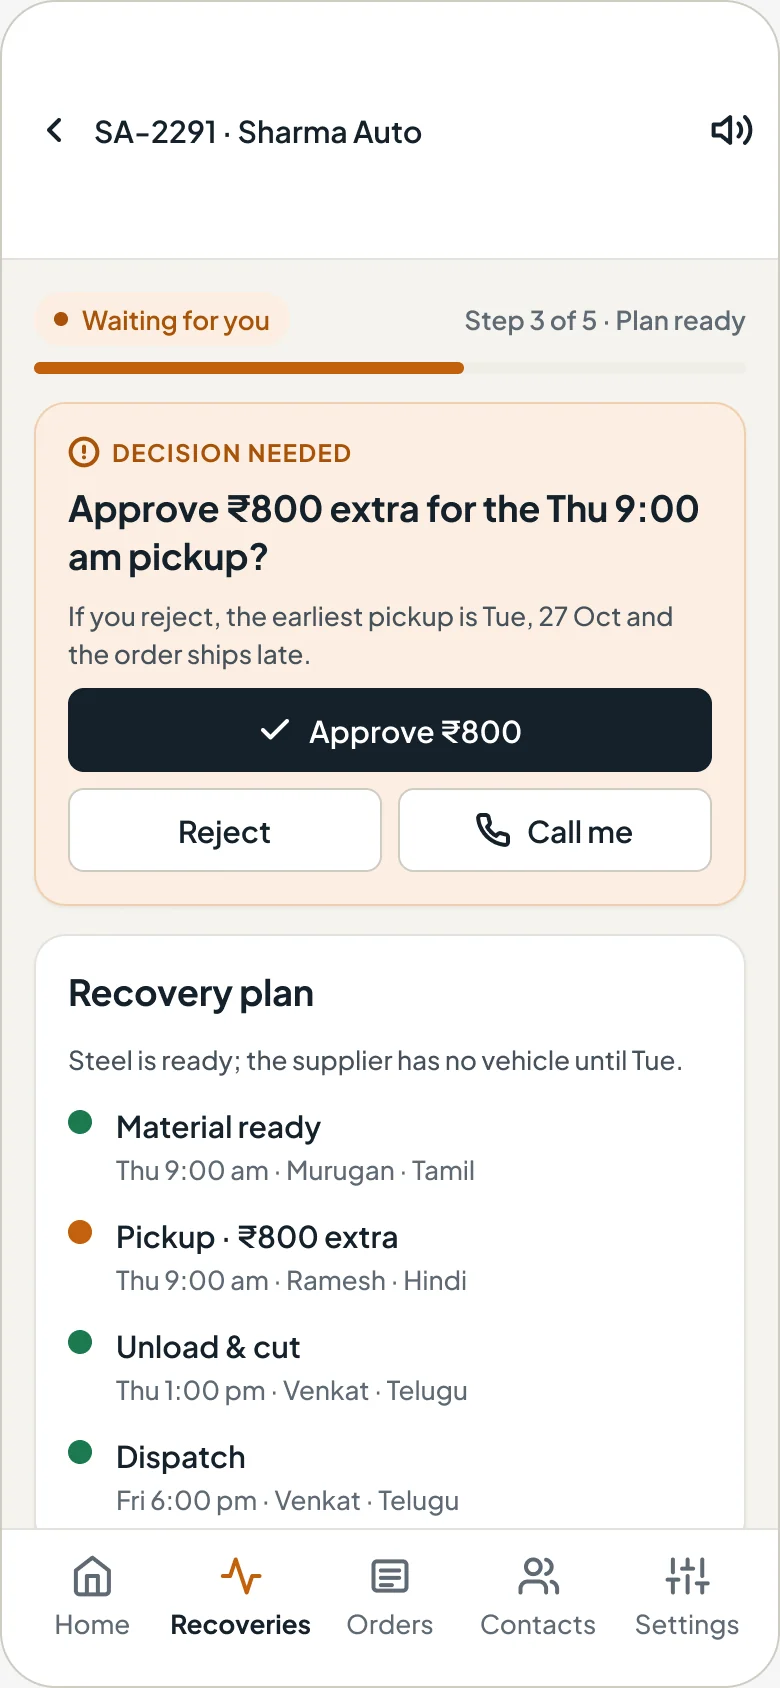 SA-2291 · Sharma Auto
Waiting for you
Step 3 of 5 · Plan ready
DECISION NEEDED
Approve ₹800 extra for the Thu 9:00
am pickup?
If you reject, the earliest pickup is Tue, 27 Oct and
the order ships late.
Approve ₹800
Reject
Call me
Recovery plan
Steel is ready; the supplier has no vehicle until Tue.
Material ready
Thu 9:00 am · Murugan · Tamil
Pickup · ₹800 extra
Thu 9:00 am · Ramesh · Hindi
Unload & cut
Thu 1:00 pm · Venkat · Telugu
Dispatch
Fri 6:00 pm · Venkat · Telugu
Home
Recoveries
Orders
Contacts
Settings